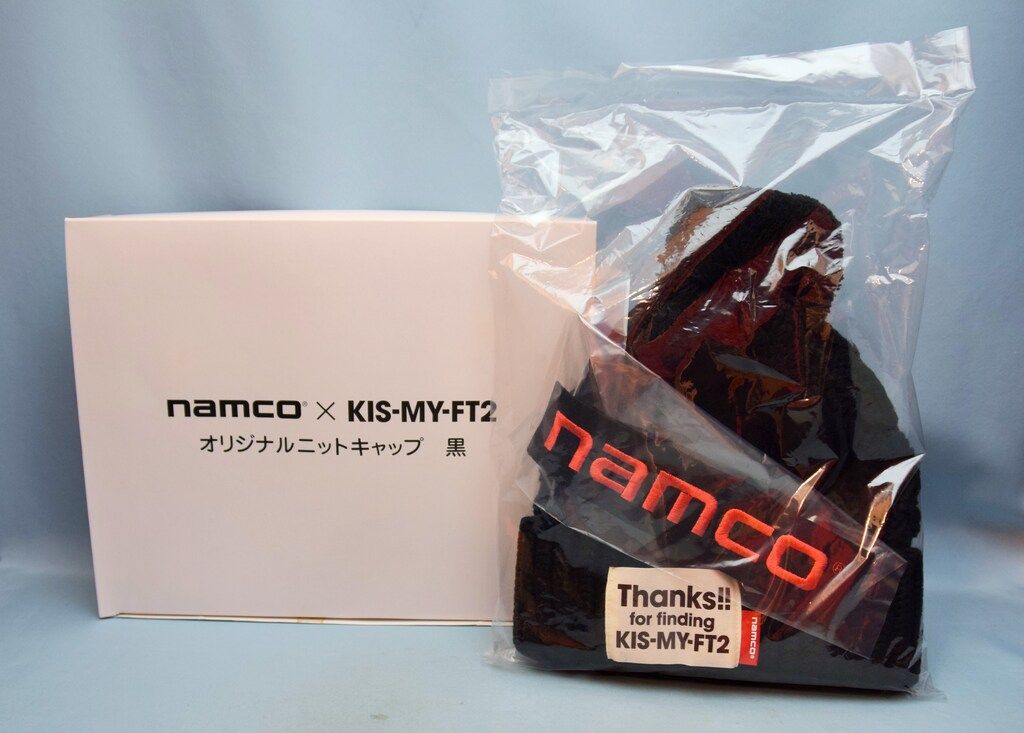 namco® × KIS-MY-FT2
オリジナルニットキャップ 黒
namco®
Thanks!!
for finding
KIS-MY-FT2
namco®